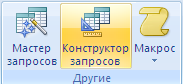 Мастер Конструктор Макрос
запросов запросов
Другие